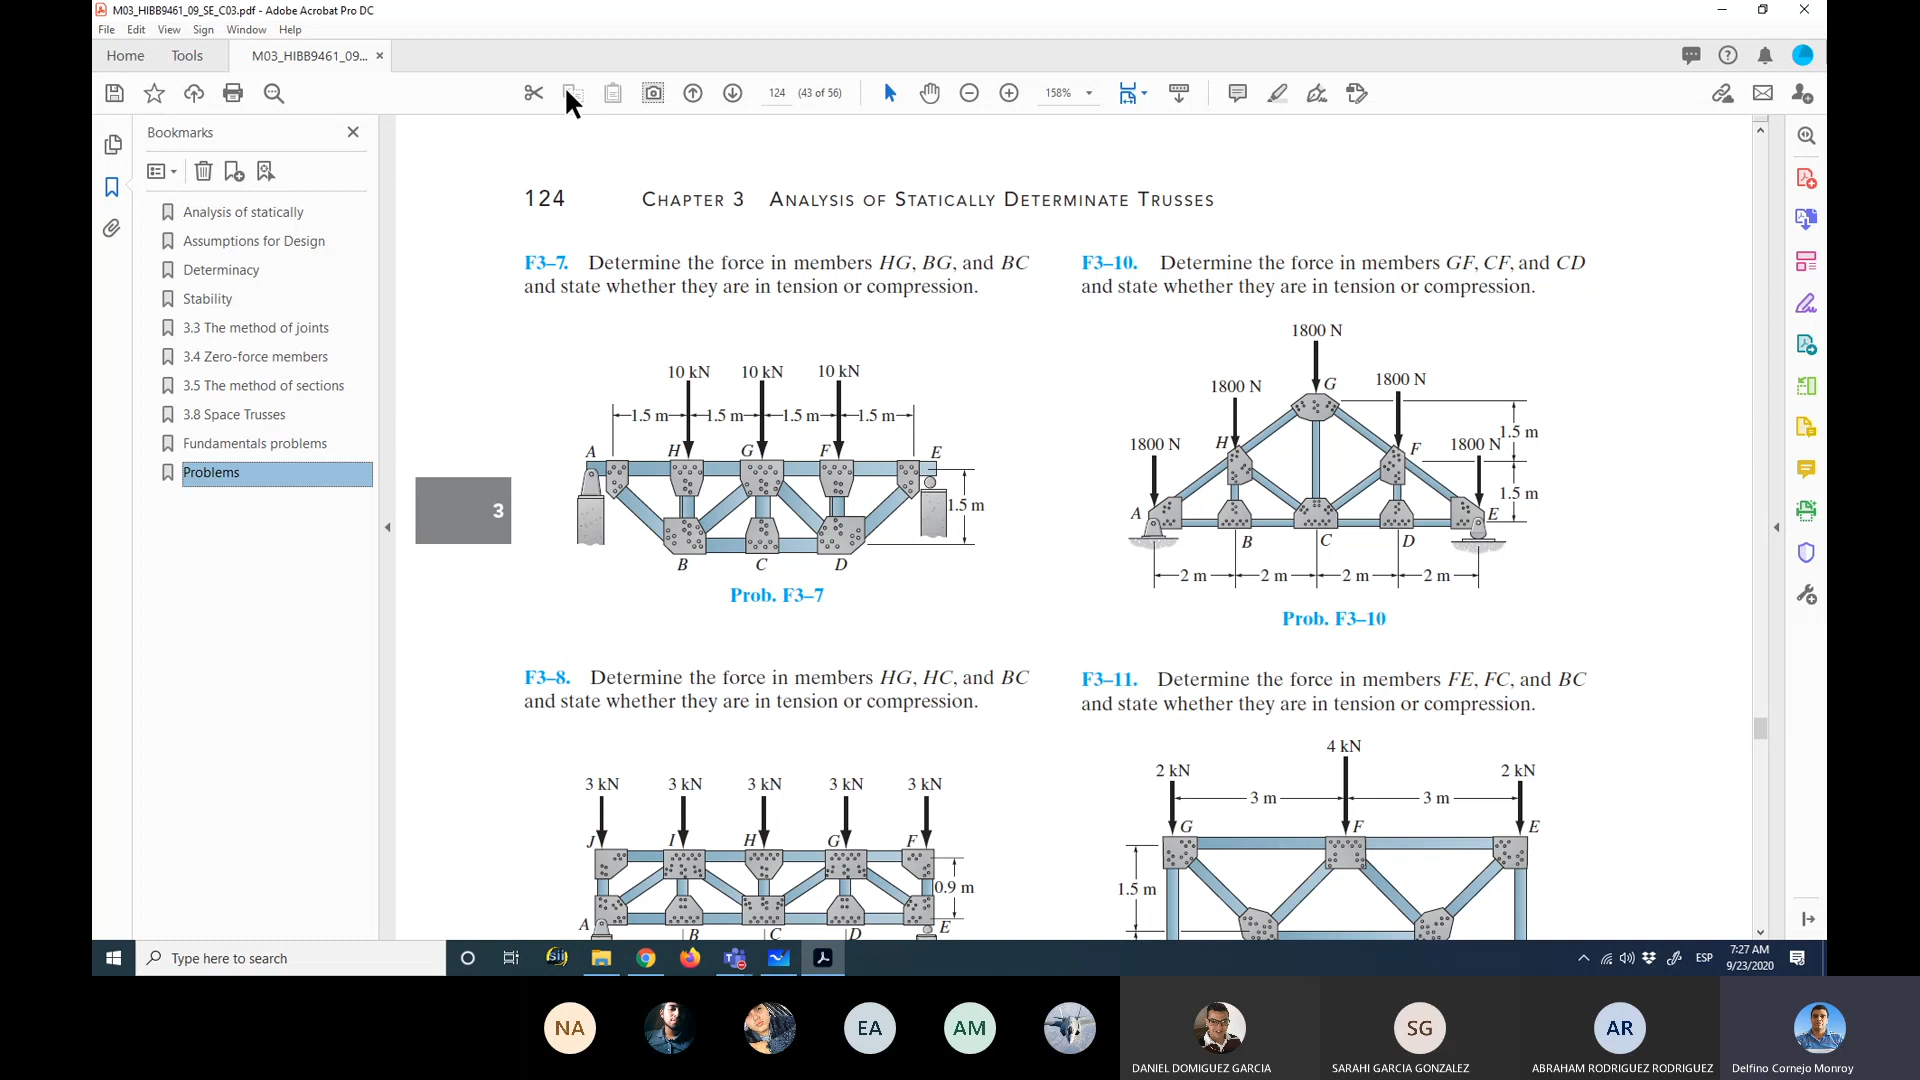 M03_HIBB9461_09_SE_C03.pdf - Adobe Acrobat Pro DC
File Edit View Sign Window Help
Home Tools M03_HIBB9461_09... ×
124 (43 of 56) 158%
Bookmarks
Analysis of statically
Assumptions for Design
Determinacy
Stability
3.3 The method of joints
3.4 Zero-force members
3.5 The method of sections
3.8 Space Trusses
Fundamentals problems
Problems
124 CHAPTER 3 ANALYSIS OF STATICALLY DETERMINATE TRUSSES
3
F3–7. Determine the force in members HG, BG, and BC
and state whether they are in tension or compression.
10 kN 10 kN 10 kN
1.5 m 1.5 m 1.5 m 1.5 m
A H G F E
1.5 m
B C D
Prob. F3–7
F3–8. Determine the force in members HG, HC, and BC
and state whether they are in tension or compression.
3 kN 3 kN 3 kN 3 kN 3 kN
J I H G F
0.9 m
A B C D E
F3–10. Determine the force in members GF, CF, and CD
and state whether they are in tension or compression.
1800 N
1800 N G 1800 N
1800 N H F 1800 N 1.5 m
1.5 m
A E
B C D
2 m 2 m 2 m 2 m
Prob. F3–10
F3–11. Determine the force in members FE, FC, and BC
and state whether they are in tension or compression.
4 kN
2 kN 2 kN
3 m 3 m
G F E
1.5 m
Type here to search
sii
ESP
7:27 AM
9/23/2020
NA EA AM SG AR
DANIEL DOMIGUEZ GARCIA SARAHI GARCIA GONZALEZ ABRAHAM RODRIGUEZ RODRIGUEZ Delfino Cornejo Monroy